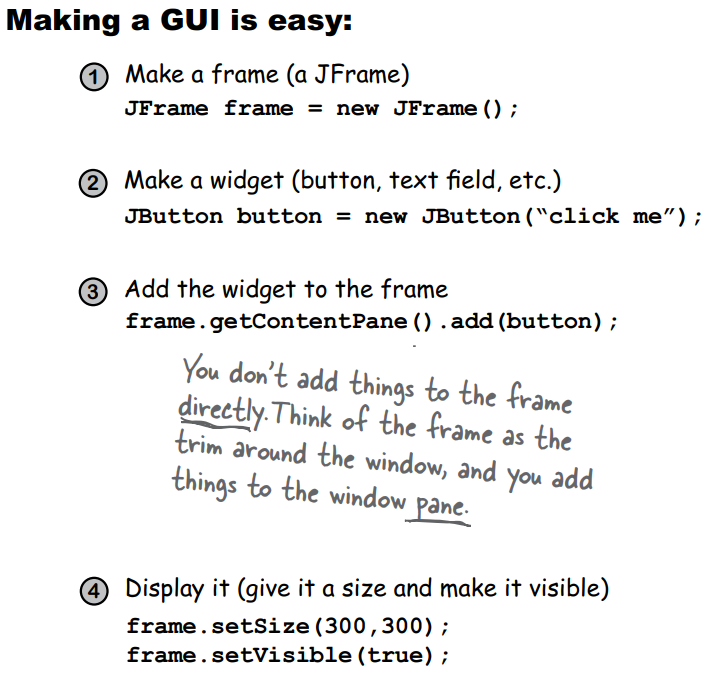 Making a GUI is easy:
1 Make a frame (a JFrame)
JFrame frame = new JFrame();
2 Make a widget (button, text field, etc.)
JButton button = new JButton(“click me”);
3 Add the widget to the frame
frame.getContentPane().add(button);
You don't add things to the frame
directly. Think of the frame as the
trim around the window, and you add
things to the window pane.
4 Display it (give it a size and make it visible)
frame.setSize(300,300);
frame.setVisible(true);